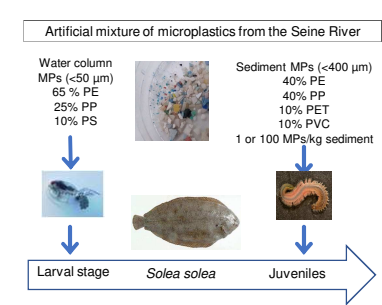 Artificial mixture of microplastics from the Seine River
Water column
MPs (<50 µm)
65 % PE
25% PP
10% PS
Sediment MPs (<400 µm)
40% PE
40% PP
10% PET
10% PVC
1 or 100 MPs/kg sediment
Larval stage
Solea solea
Juveniles